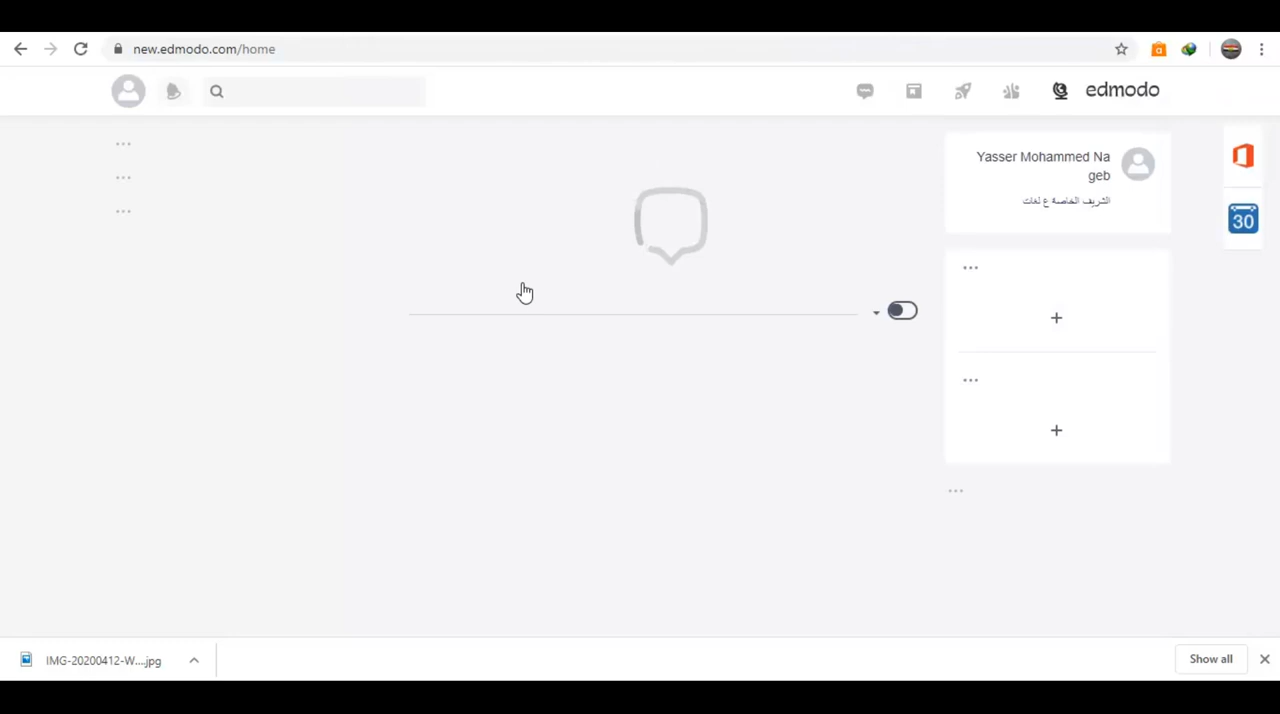 new.edmodo.com/home
edmodo
Yasser Mohammed Na
geb
الشريف الخاصة ع لغات
30
IMG-20200412-W....jpg
Show all